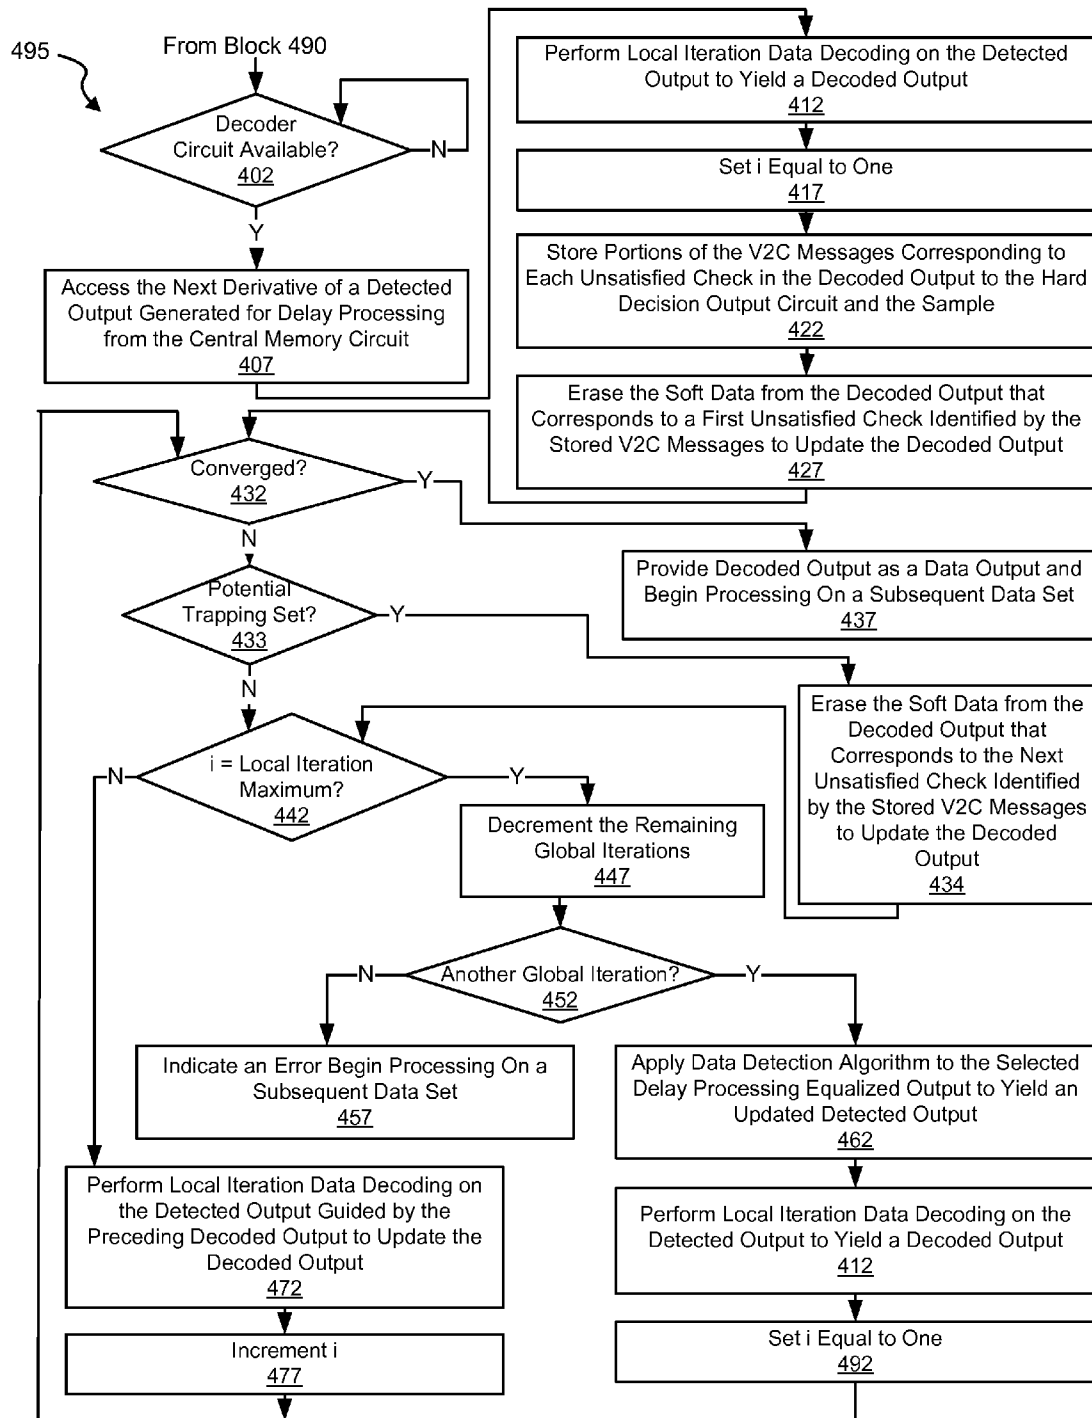 495
From Block 490
Decoder
Circuit Available?
402
N
Y
Access the Next Derivative of a Detected
Output Generated for Delay Processing
from the Central Memory Circuit
407
Perform Local Iteration Data Decoding on the Detected
Output to Yield a Decoded Output
412
Set i Equal to One
417
Store Portions of the V2C Messages Corresponding to
Each Unsatisfied Check in the Decoded Output to the Hard
Decision Output Circuit and the Sample
422
Erase the Soft Data from the Decoded Output that
Corresponds to a First Unsatisfied Check Identified by the
Stored V2C Messages to Update the Decoded Output
427
Converged?
432
Y
N
Provide Decoded Output as a Data Output and
Begin Processing On a Subsequent Data Set
437
Potential
Trapping Set?
433
Y
N
Erase the Soft Data from the
Decoded Output that
Corresponds to the Next
Unsatisfied Check Identified
by the Stored V2C Messages
to Update the Decoded
Output
434
i = Local Iteration
Maximum?
442
N
Y
Decrement the Remaining
Global Iterations
447
Another Global Iteration?
452
N
Y
Indicate an Error Begin Processing On a
Subsequent Data Set
457
Apply Data Detection Algorithm to the Selected
Delay Processing Equalized Output to Yield an
Updated Detected Output
462
Perform Local Iteration Data Decoding on
the Detected Output Guided by the
Preceding Decoded Output to Update the
Decoded Output
472
Perform Local Iteration Data Decoding on the
Detected Output to Yield a Decoded Output
412
Increment i
477
Set i Equal to One
492